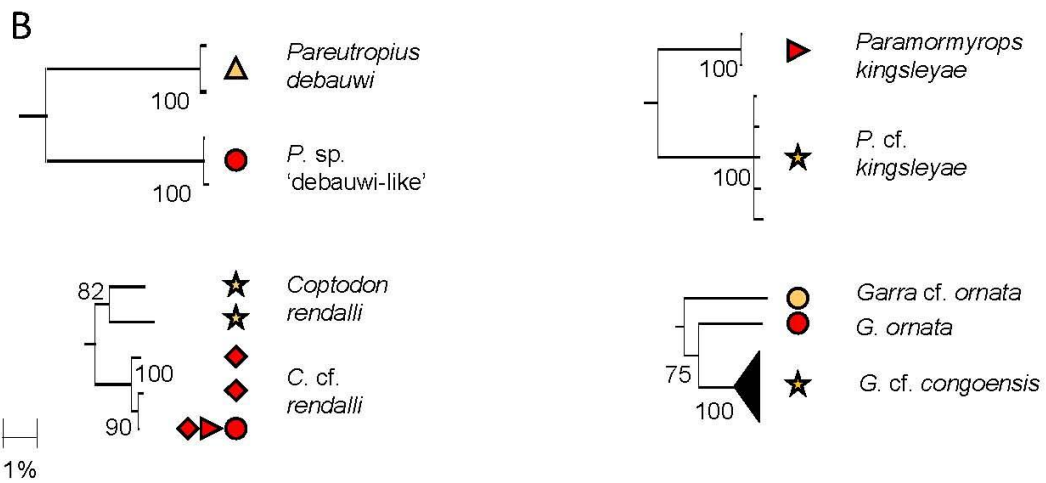 B
Pareutropius
debauwi
100
P. sp.
‘debauwi-like’
100
Paramormyrops
kingsleyae
100
P. cf.
kingsleyae
100
82
Coptodon
rendalli
100
C. cf.
rendalli
90
1%
Garra cf. ornata
G. ornata
75
G. cf. congoensis
100